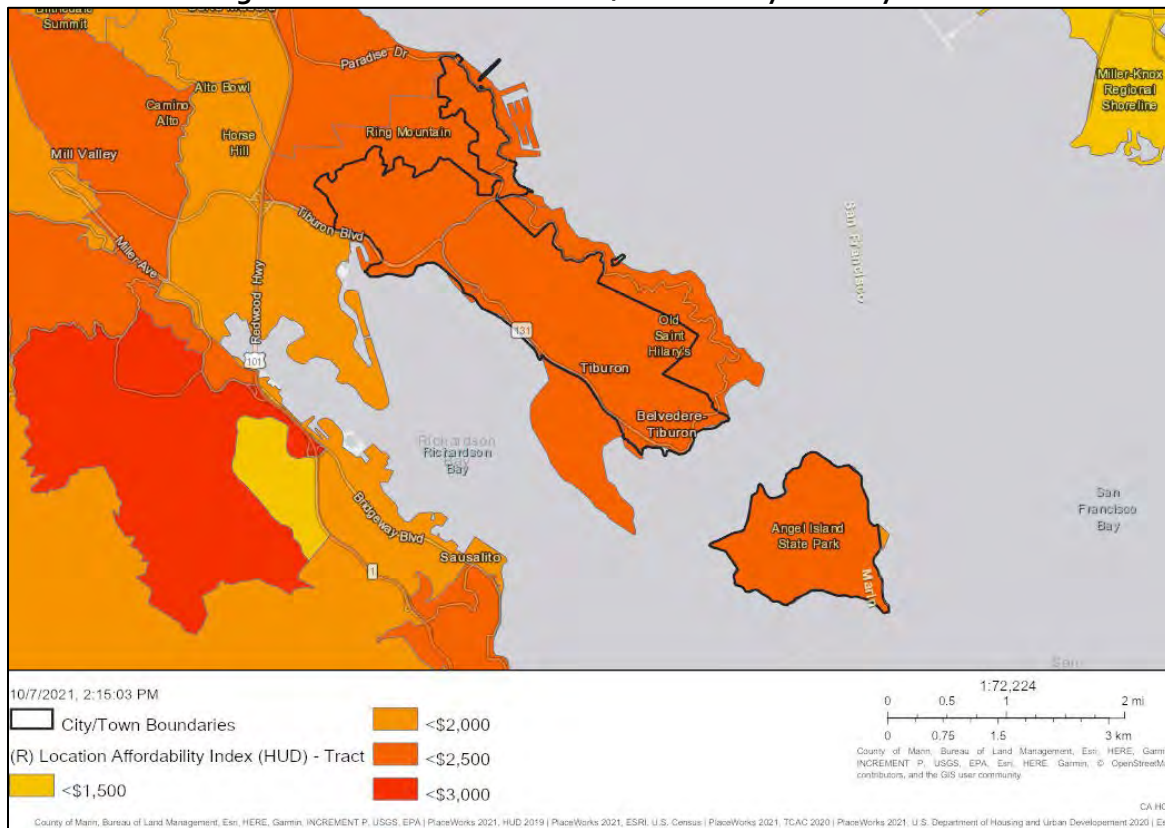 Summit
Paradise Dr
Miller-Knox
Regional
Shoreline
Alto Bowl
Camino
Alto
Ring Mountain
Horse
Hill
Mill Valley
San Francisco
Tiburon Blvd
Miller Ave
Redwood Hwy
Old
Saint
Hilary's
131
101
Tiburon
Belvedere-
Tiburon
Richardson
Bay
Richardson
Bay
San
Francisco
Bay
Bridgeway Blvd
Angel Island
State Park
Sausalito
1
Marin
San
10/7/2021, 2:15:03 PM
City/Town Boundaries
(R) Location Affordability Index (HUD) - Tract
<$1,500
<$2,000
<$2,500
<$3,000
1:72,224
0 0.5 1 2 mi
0 0.75 1.5 3 km
County of Marin, Bureau of Land Management, Esri, HERE, Garmin,
INCREMENT P, USGS, EPA, Esri, HERE, Garmin, © OpenStreetMa
contributors, and the GIS user community
CA HC
County of Marin, Bureau of Land Management, Esri, HERE, Garmin, INCREMENT P, USGS, EPA | PlaceWorks 2021, HUD 2019 | PlaceWorks 2021, ESRI, U.S. Census | PlaceWorks 2021, TCAC 2020 | PlaceWorks 2021, U.S. Department of Housing and Urban Developement 2020 | Es